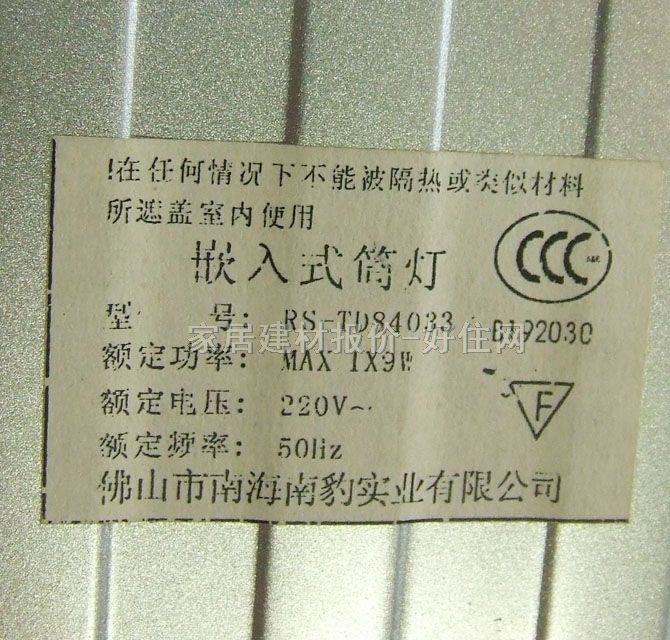 !在任何情况下不能被隔热或类似材料
所遮盖室内使用
嵌入式筒灯
CCC
A&E
型 号: RS-TD84033
B192030
家居建材报价-好住网
额定功率: MAX 1X9W
额定电压: 220V~
F
额定频率: 50Hz
佛山市南海南豹实业有限公司